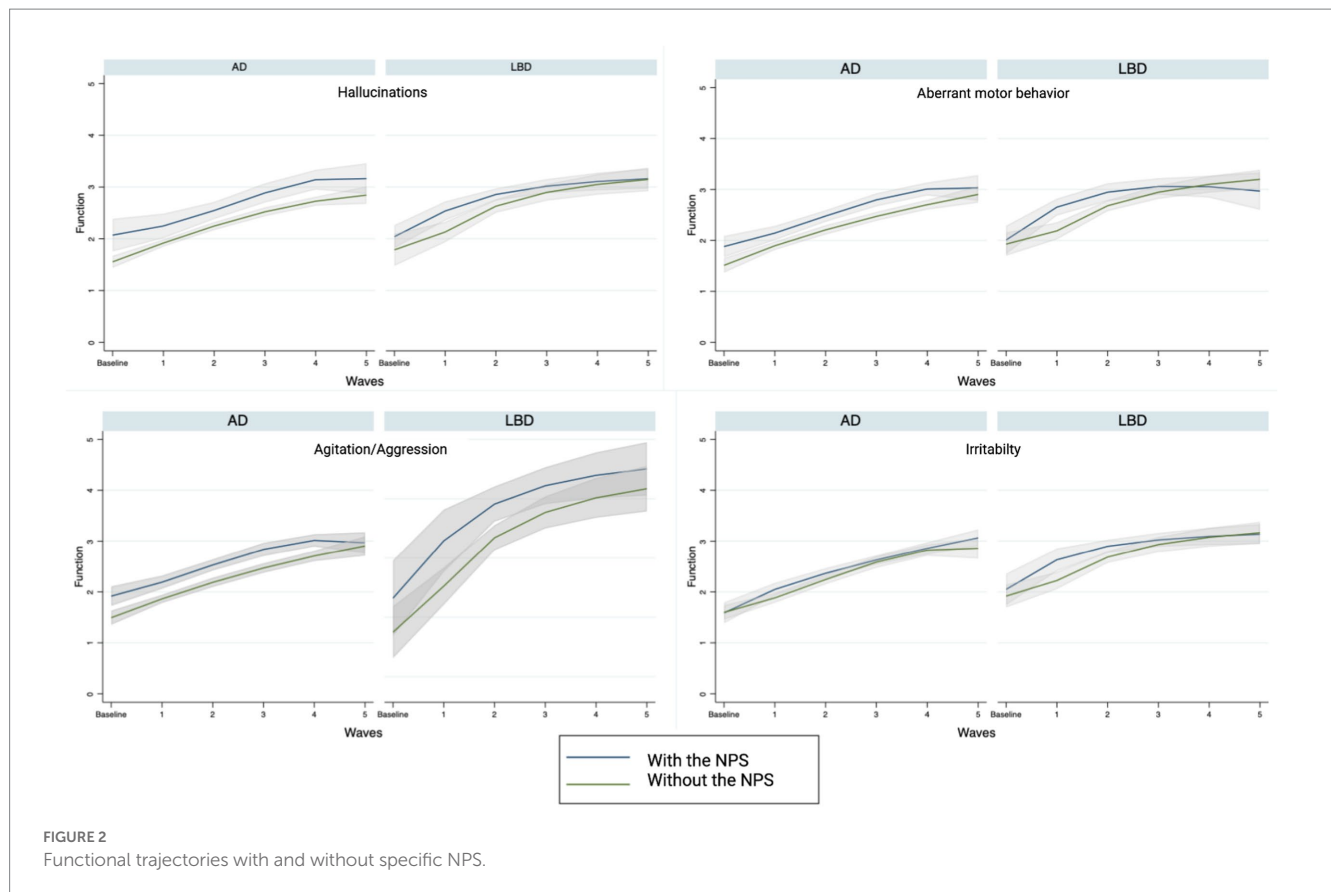 AD LBD
Hallucinations
Function
5
4
3
2
1
0
Baseline 1 2 3 4 5 Baseline 1 2 3 4 5
Waves
AD LBD
Aberrant motor behavior
Function
5
4
3
2
1
0
Baseline 1 2 3 4 5 Baseline 1 2 3 4 5
Waves
AD LBD
Agitation/Aggression
Function
5
4
3
2
1
0
Baseline 1 2 3 4 5 Baseline 1 2 3 4 5
Waves
AD LBD
Irritabilty
Function
5
4
3
2
1
0
Baseline 1 2 3 4 5 Baseline 1 2 3 4 5
Waves
With the NPS
Without the NPS
FIGURE 2
Functional trajectories with and without specific NPS.